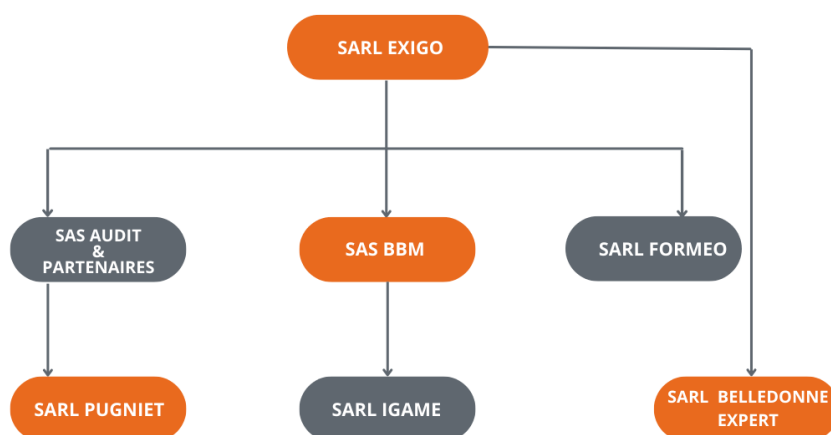 SARL EXIGO
SAS AUDIT
&
PARTENAIRES
SAS BBM
SARL FORMEO
SARL PUGNIET
SARL IGAME
SARL BELLEDONNE
EXPERT